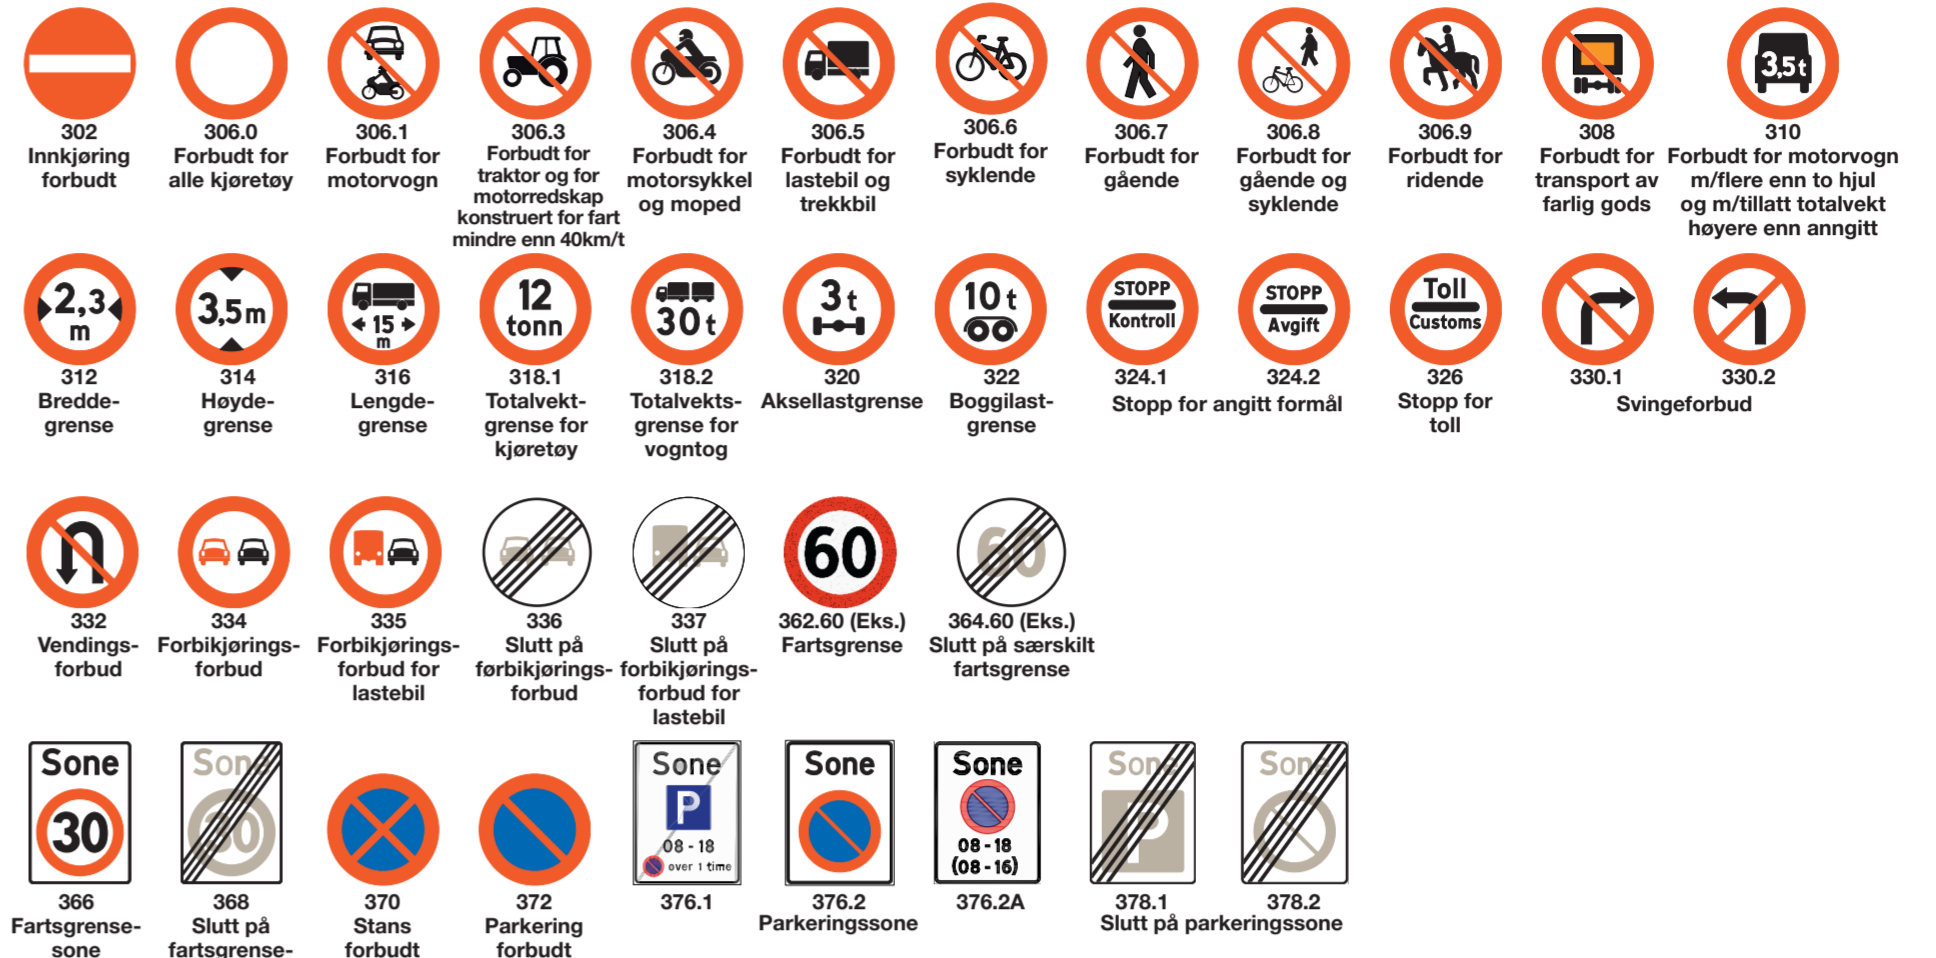 302
Innkjøring
forbudt
306.0
Forbudt for
alle kjøretøy
306.1
Forbudt for
motorvogn
306.3
Forbudt for
traktor og for
motorredskap
konstruert for fart
mindre enn 40km/t
306.4
Forbudt for
motorsykkel
og moped
306.5
Forbudt for
lastebil og
trekkbil
306.6
Forbudt for
syklende
306.7
Forbudt for
gående
306.8
Forbudt for
gående og
syklende
306.9
Forbudt for
ridende
308
Forbudt for
transport av
farlig gods
3,5t
310
Forbudt for motorvogn
m/flere enn to hjul
og m/tillatt totalvekt
høyere enn anngitt
2,3
m
312
Bredde-
grense
3,5m
314
Høyde-
grense
15
m
316
Lengde-
grense
12
tonn
318.1
Totalvekt-
grense for
kjøretøy
30t
318.2
Totalvekts-
grense for
vogntog
3t
320
Aksellastgrense
10t
322
Boggilast-
grense
STOPP
Kontroll
324.1
STOPP
Avgift
324.2
Stopp for angitt formål
Toll
Customs
326
Stopp for
toll
330.1
330.2
Svingeforbud
332
Vendings-
forbud
334
Forbikjørings-
forbud
335
Forbikjørings-
forbud for
lastebil
336
Slutt på
førbikjørings-
forbud
337
Slutt på
forbikjørings-
forbud for
lastebil
60
362.60 (Eks.)
Fartsgrense
60
364.60 (Eks.)
Slutt på særskilt
fartsgrense
Sone
30
366
Fartsgrense-
sone
Sone
30
368
Slutt på
fartsgrense-
370
Stans
forbudt
372
Parkering
forbudt
Sone
P
08 - 18
over 1 time
376.1
Sone
376.2
Parkeringssone
Sone
08 - 18
(08 - 16)
376.2A
Sone
P
378.1
Sone
378.2
Slutt på parkeringssone